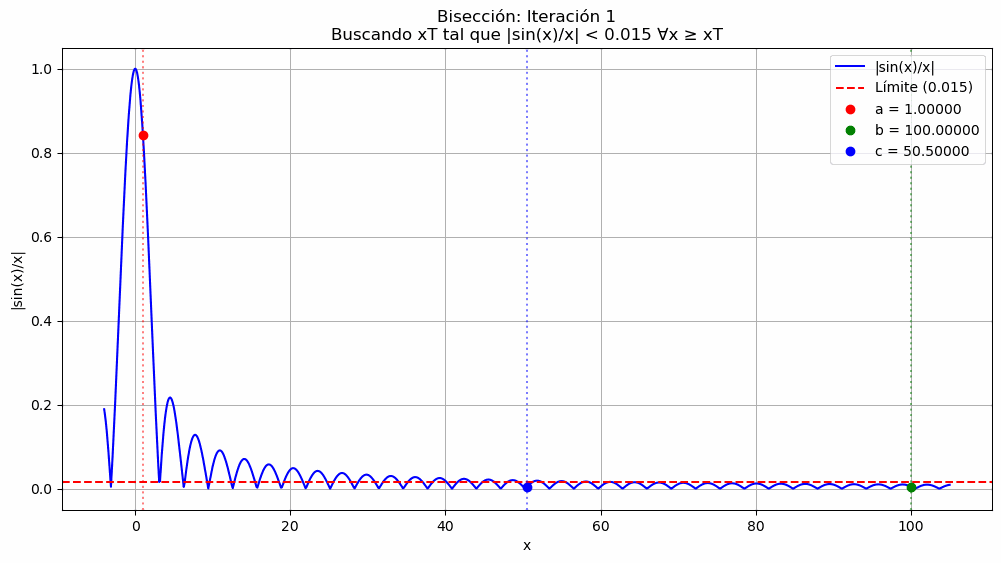 Bisección: Iteración 1
Buscando xT tal que |sin(x)/x| < 0.015 ∀x ≥ xT
|sin(x)/x|
Límite (0.015)
a = 1.00000
b = 100.00000
c = 50.50000
1.0
0.8
0.6
0.4
0.2
0.0
|sin(x)/x|
0
20
40
60
80
100
x